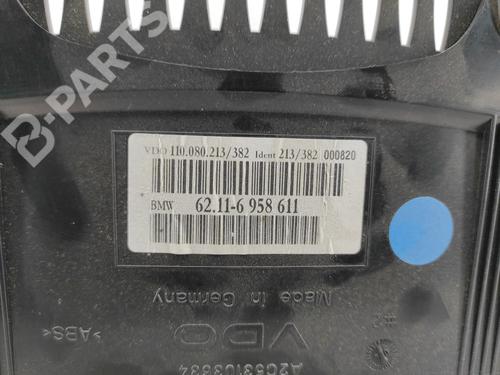 B-PARTS
VDO 110.080.213/382 Ident 213/382 000820
BMW 62.11-6 958 611
Made in Germany
>ABS<
VDO
A2C53103634